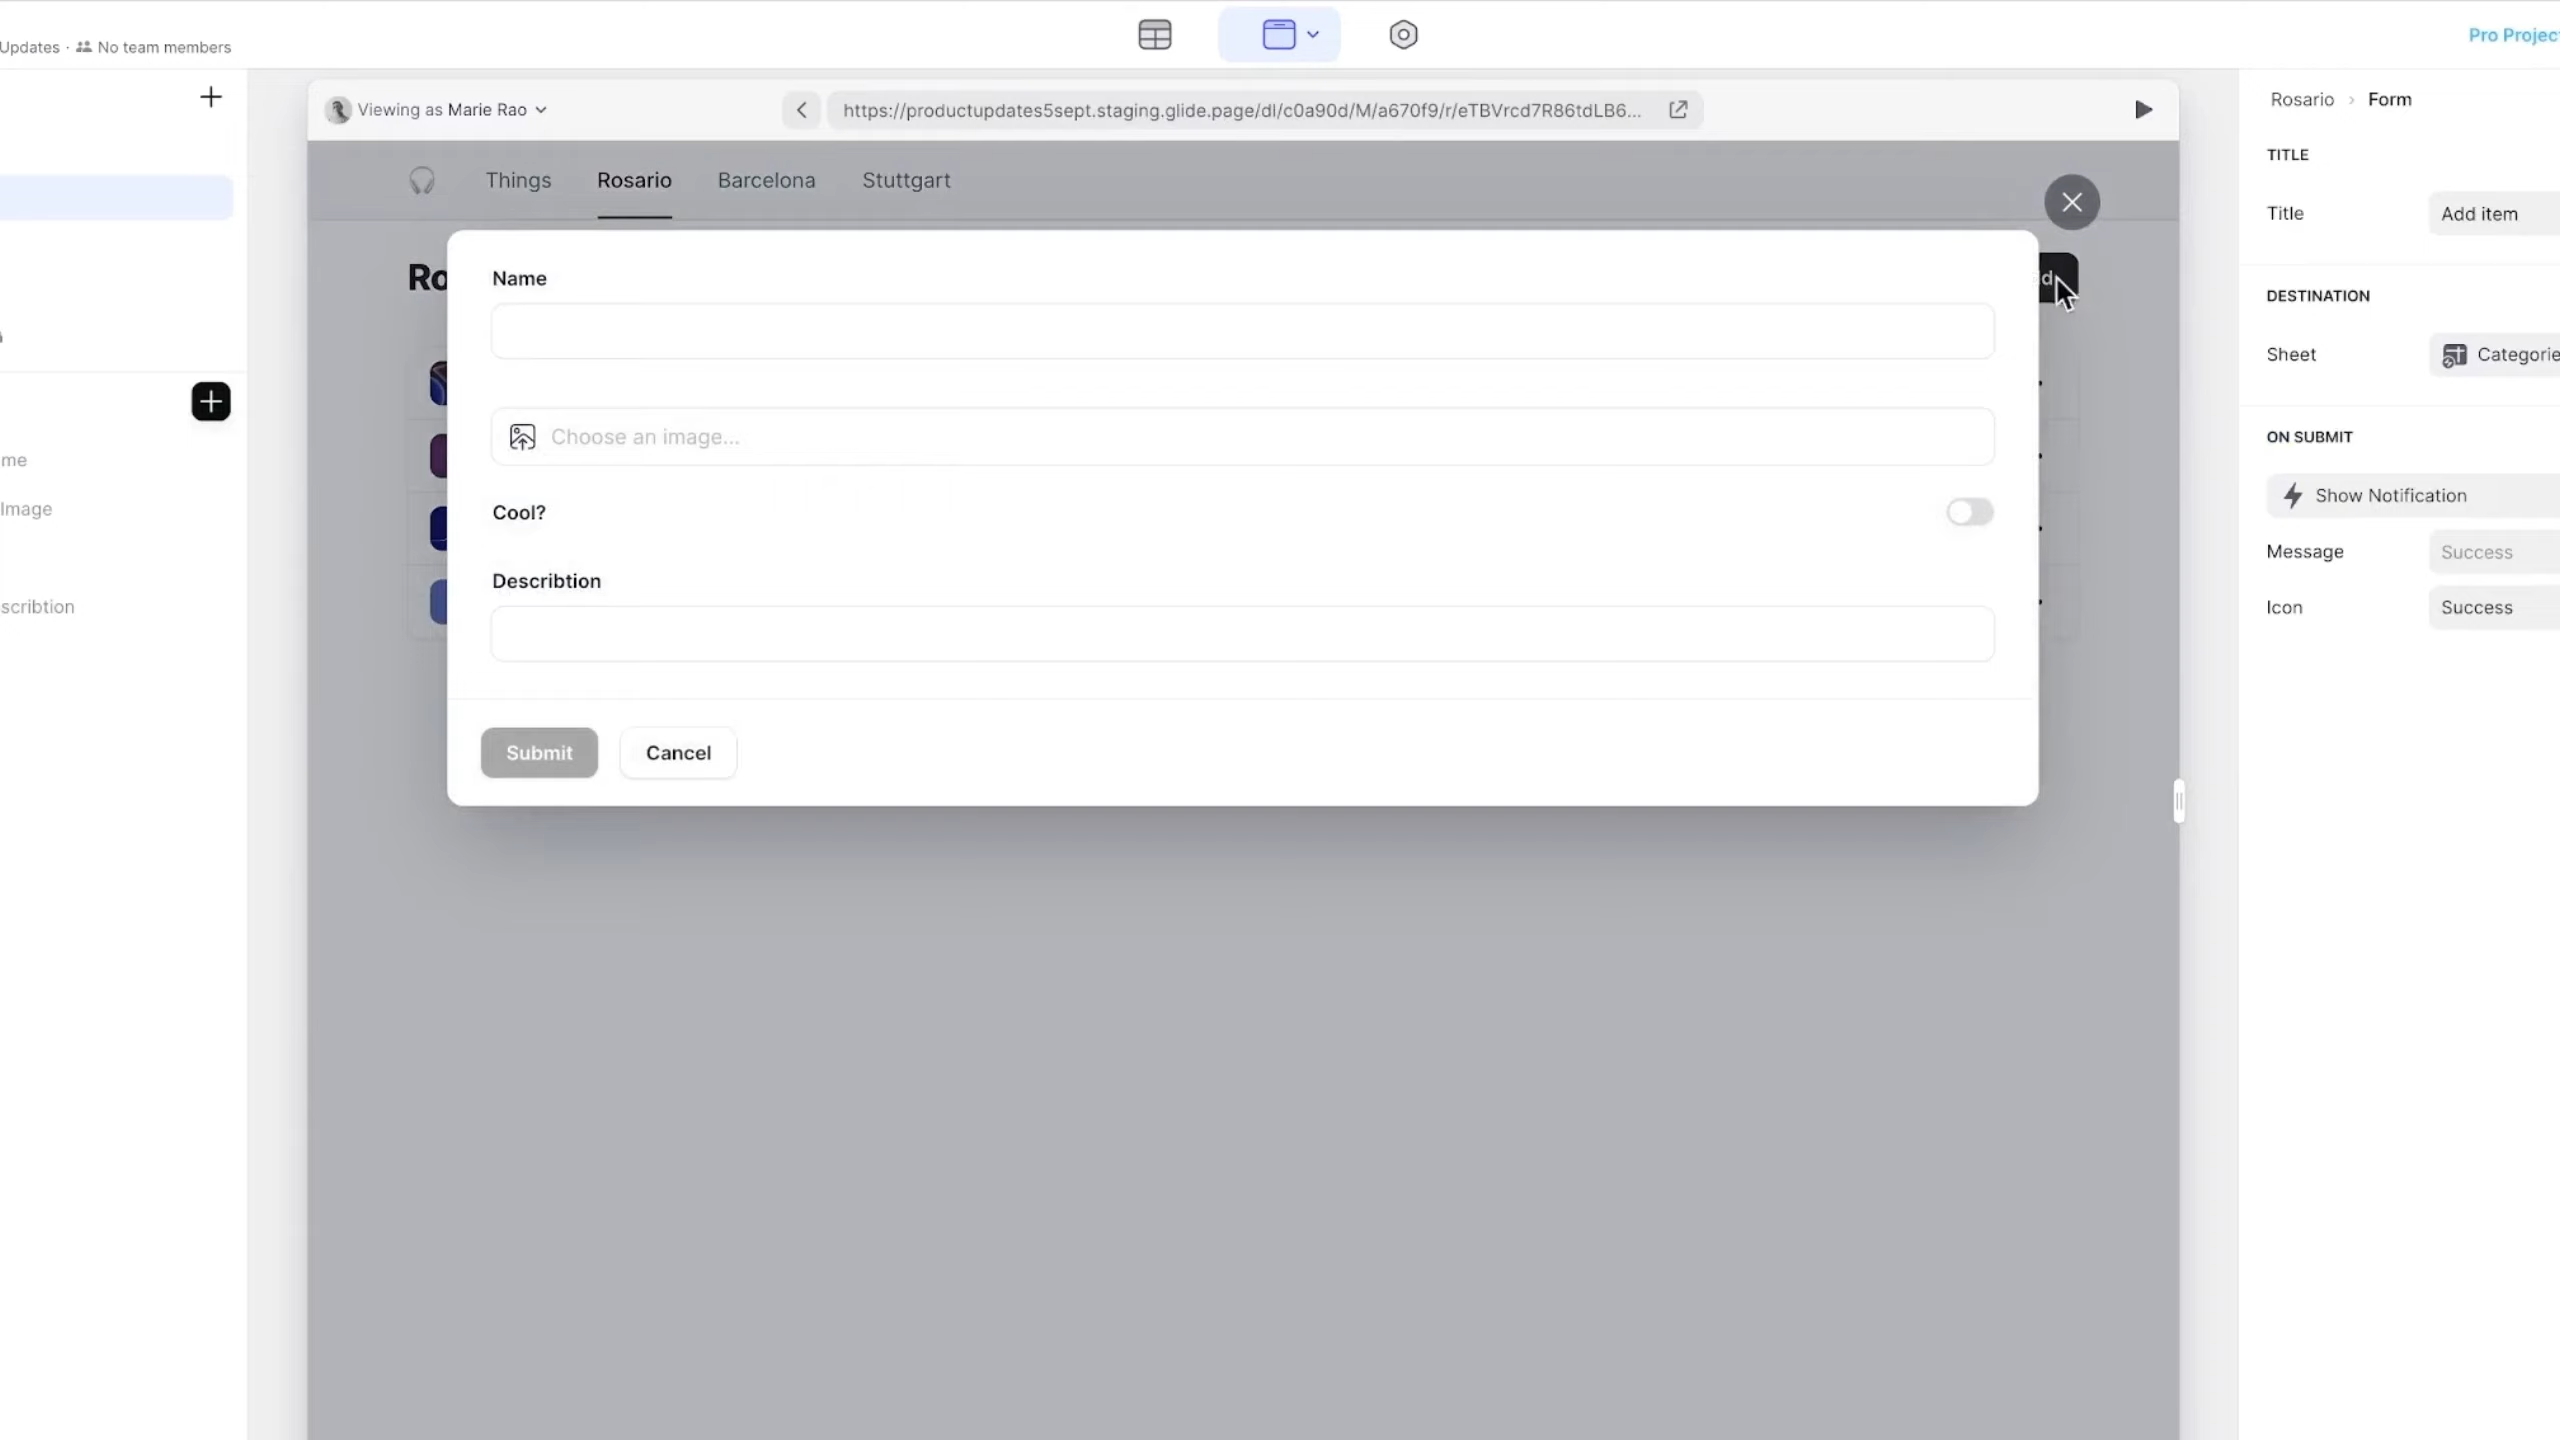 Updates · No team members
Pro Projec
Viewing as Marie Rao
https://productupdates5sept.staging.glide.page/dl/c0a90d/M/a670f9/r/eTBVrcd7R86tdLB6...
Things
Rosario
Barcelona
Stuttgart
Ro
d
Name
Choose an image...
Cool?
Describtion
Submit
Cancel
me
Image
scribtion
Rosario › Form
TITLE
Title
Add item
DESTINATION
Sheet
Categorie
ON SUBMIT
Show Notification
Message
Success
Icon
Success